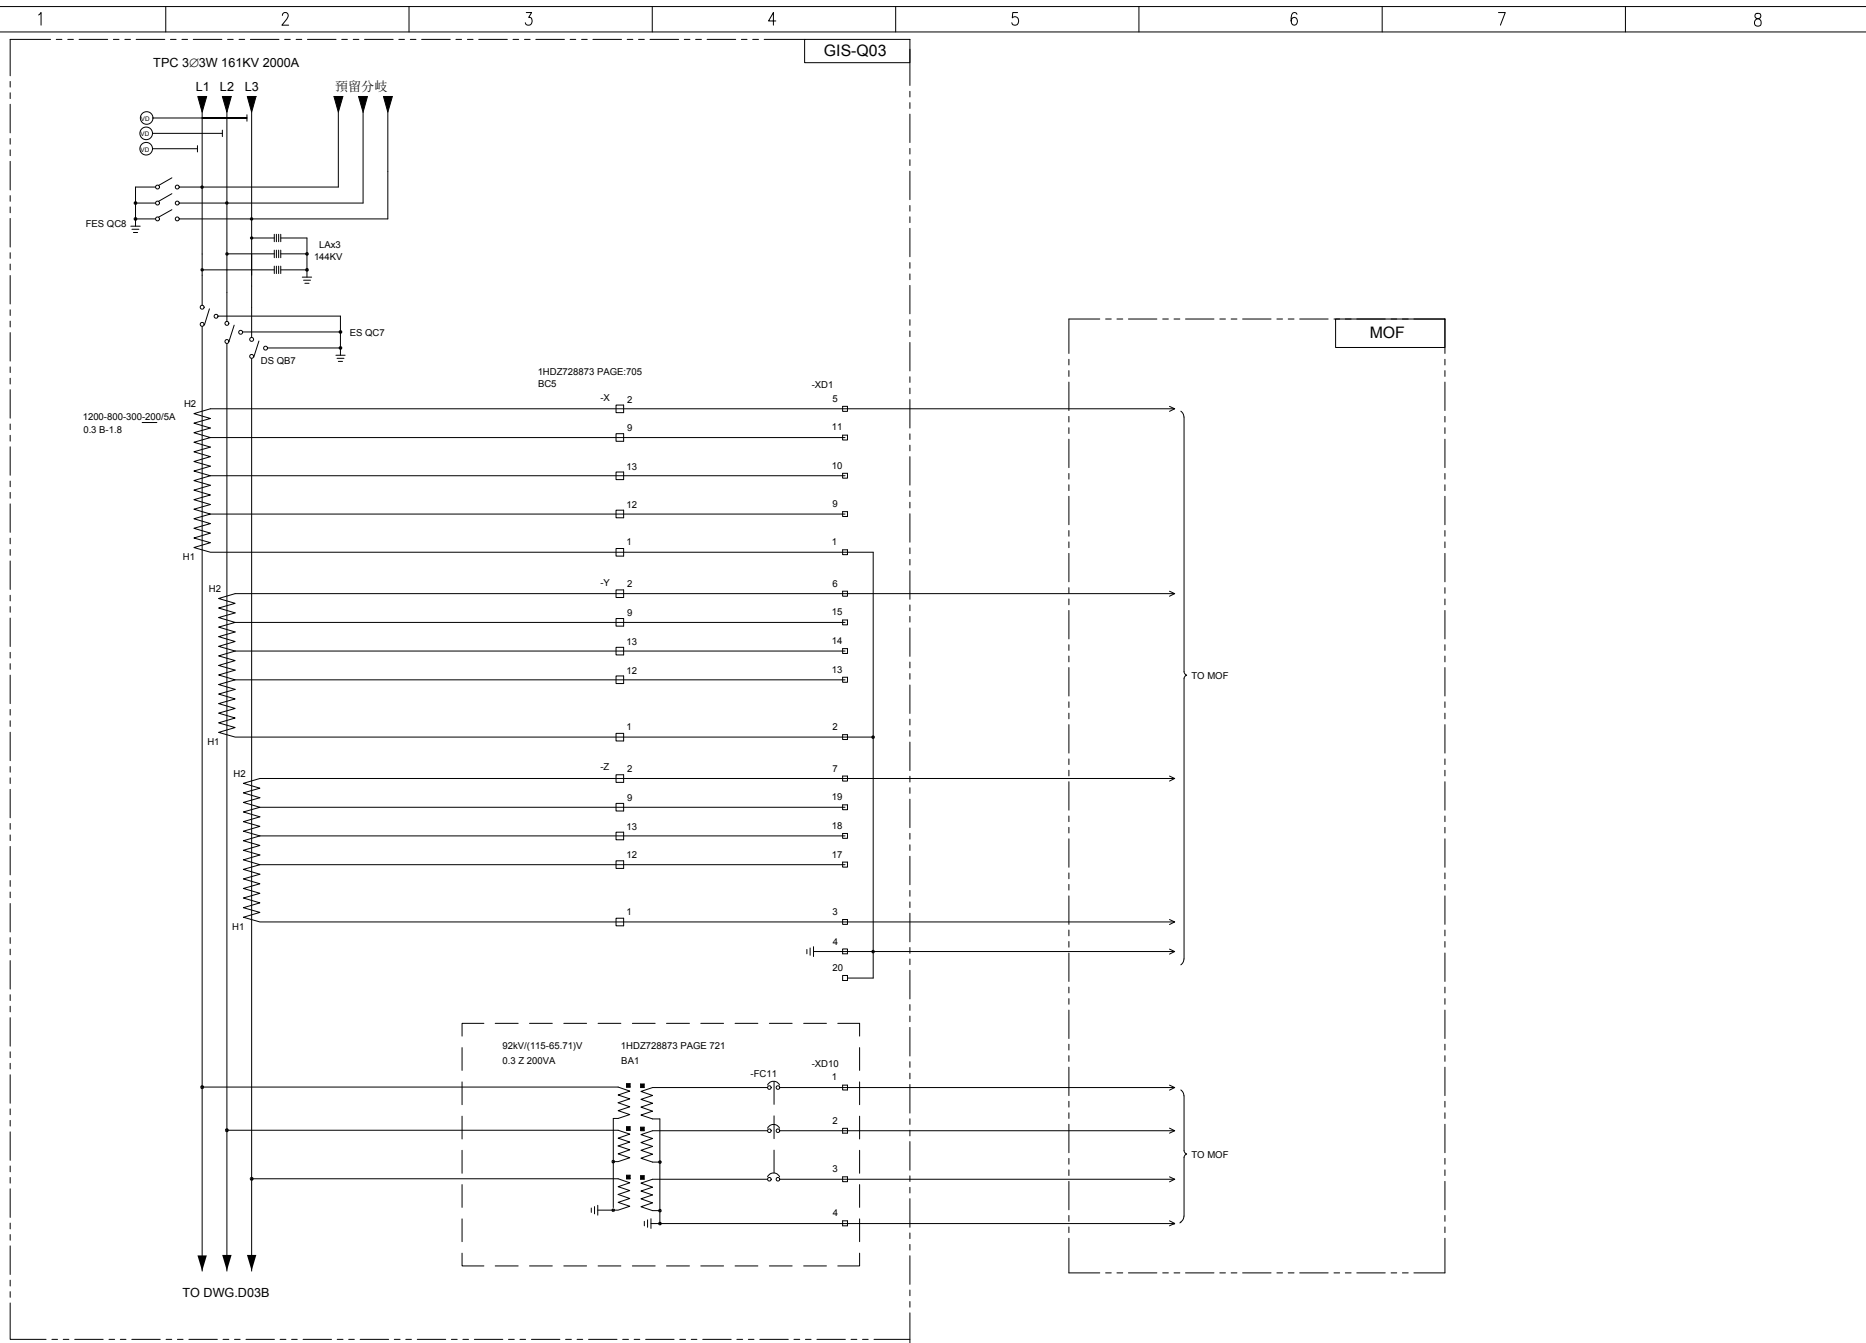 1 2 3 4 5 6 7 8
GIS-Q03
TPC 3∅3W 161KV 2000A
L1 L2 L3 預留分岐
VD
VD
VD
FES QC8
LAx3
144KV
ES QC7
DS QB7
MOF
1HDZ728873 PAGE:705
BC5
-XD1
H2
-X 2 5
1200-800-300-200/5A
0.3 B-1.8
9 11
13 10
12 9
H1
1 1
H2
-Y 2 6
9 15
13 14
12 13
TO MOF
H1
1 2
H2
-Z 2 7
9 19
13 18
12 17
H1
1 3
4
20
92kV/(115-65.71)V
0.3 Z 200VA
1HDZ728873 PAGE 721
BA1
-FC11
-XD10
1
2
3
TO MOF
4
TO DWG.D03B